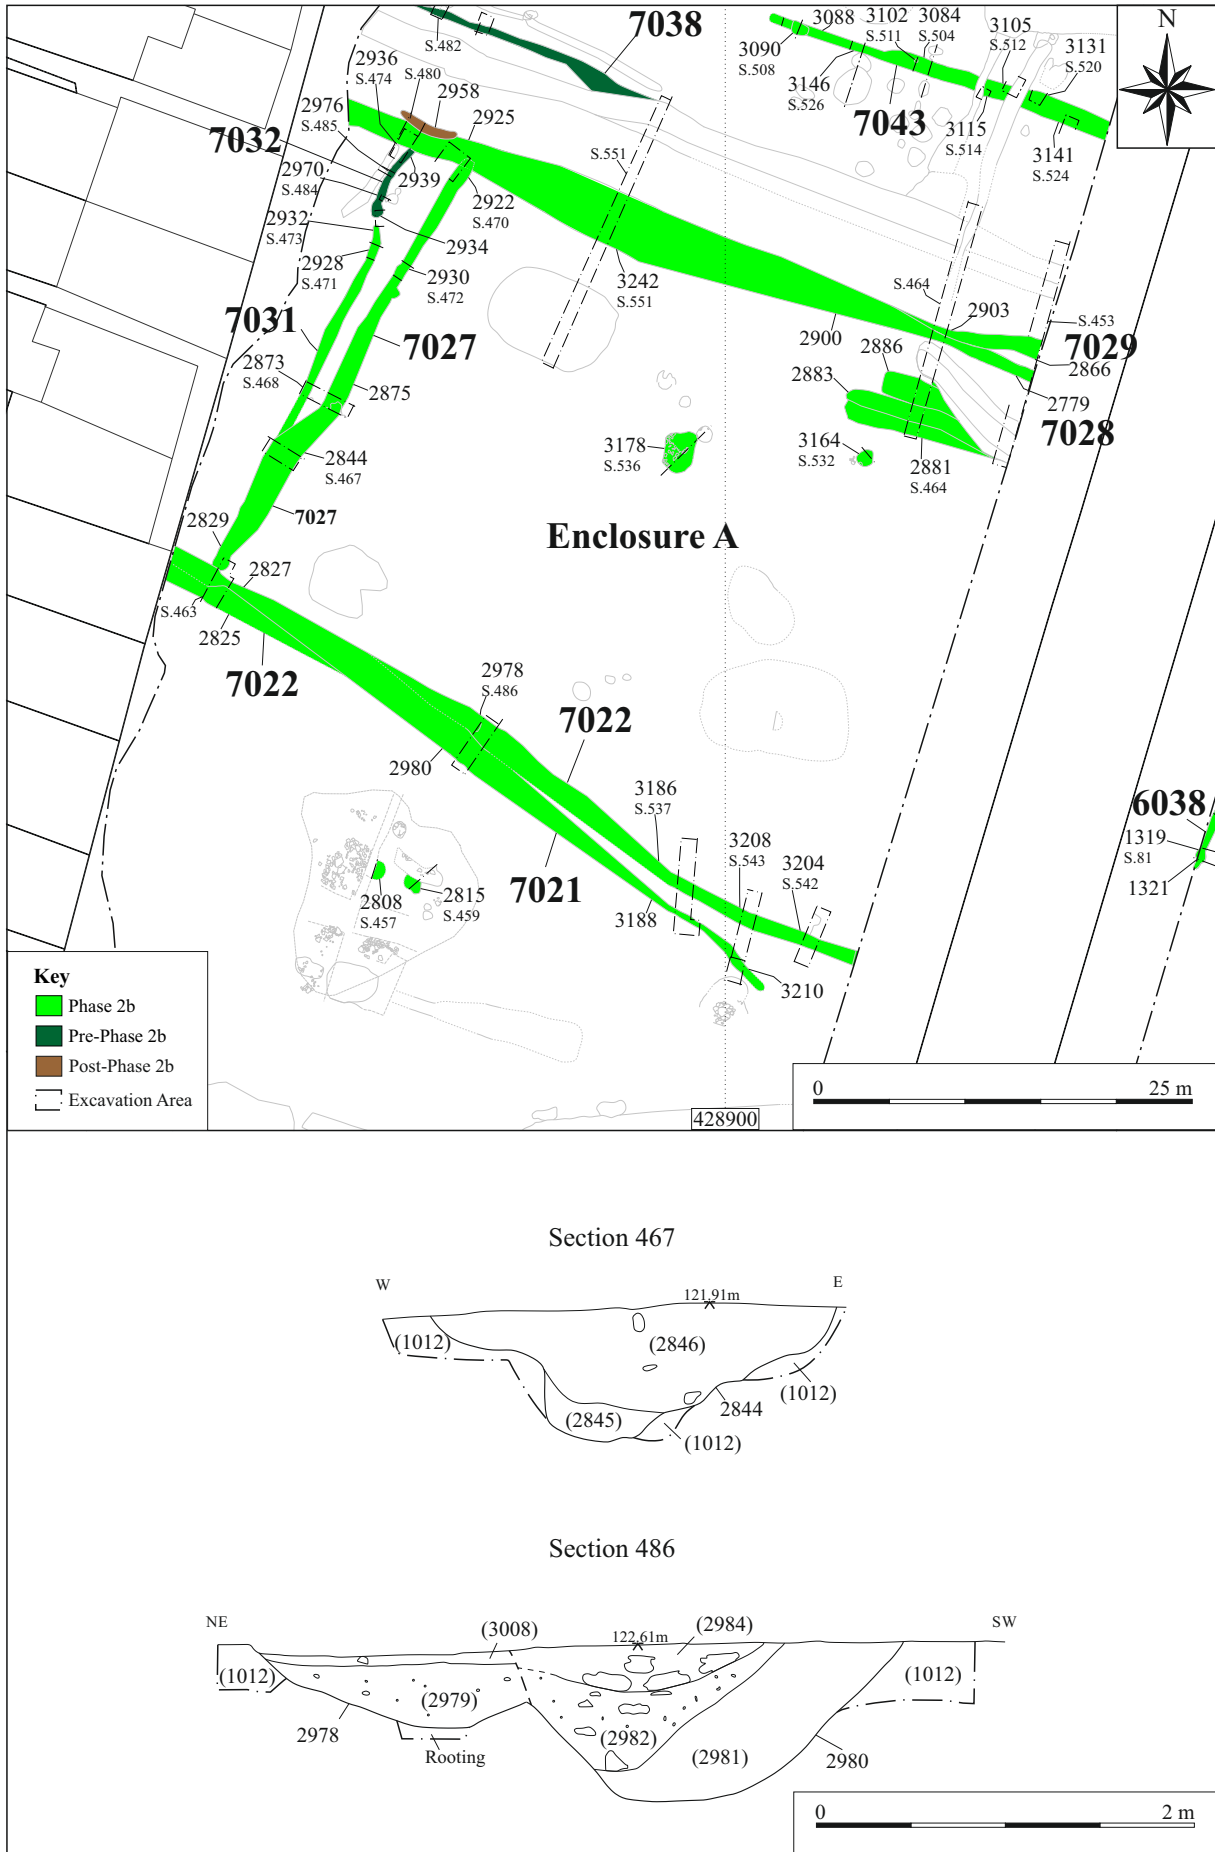 7038
S.482
3088
3102
S.511
3084
S.504
3105
S.512
3131
S.520
N
3090
S.508
3146
S.526
7043
3115
S.514
3141
S.524
2936
S.474
S.480
2958
2976
S.485
2925
7032
S.551
2970
S.484
2939
2922
S.470
2932
S.473
2934
2928
S.471
2930
S.472
3242
S.551
S.464
2903
S.453
7031
7027
2900
7029
2873
S.468
2886
2866
2875
2883
2779
7028
2844
S.467
3178
S.536
3164
S.532
2881
S.464
7027
2829
Enclosure A
2827
S.463
2825
7022
2978
S.486
7022
2980
3186
S.537
6038
1319
S.81
1321
3208
S.543
3204
S.542
7021
2808
S.457
2815
S.459
3188
3210
Key
Phase 2b
Pre-Phase 2b
Post-Phase 2b
Excavation Area
0 25 m
428900
Section 467
W E
121.91m
(1012)
(2846)
(1012)
(2845)
2844
(1012)
Section 486
NE SW
(3008)
122.61m
(2984)
(1012)
(2979)
(1012)
2978
(2982)
(2981)
2980
Rooting
0 2 m